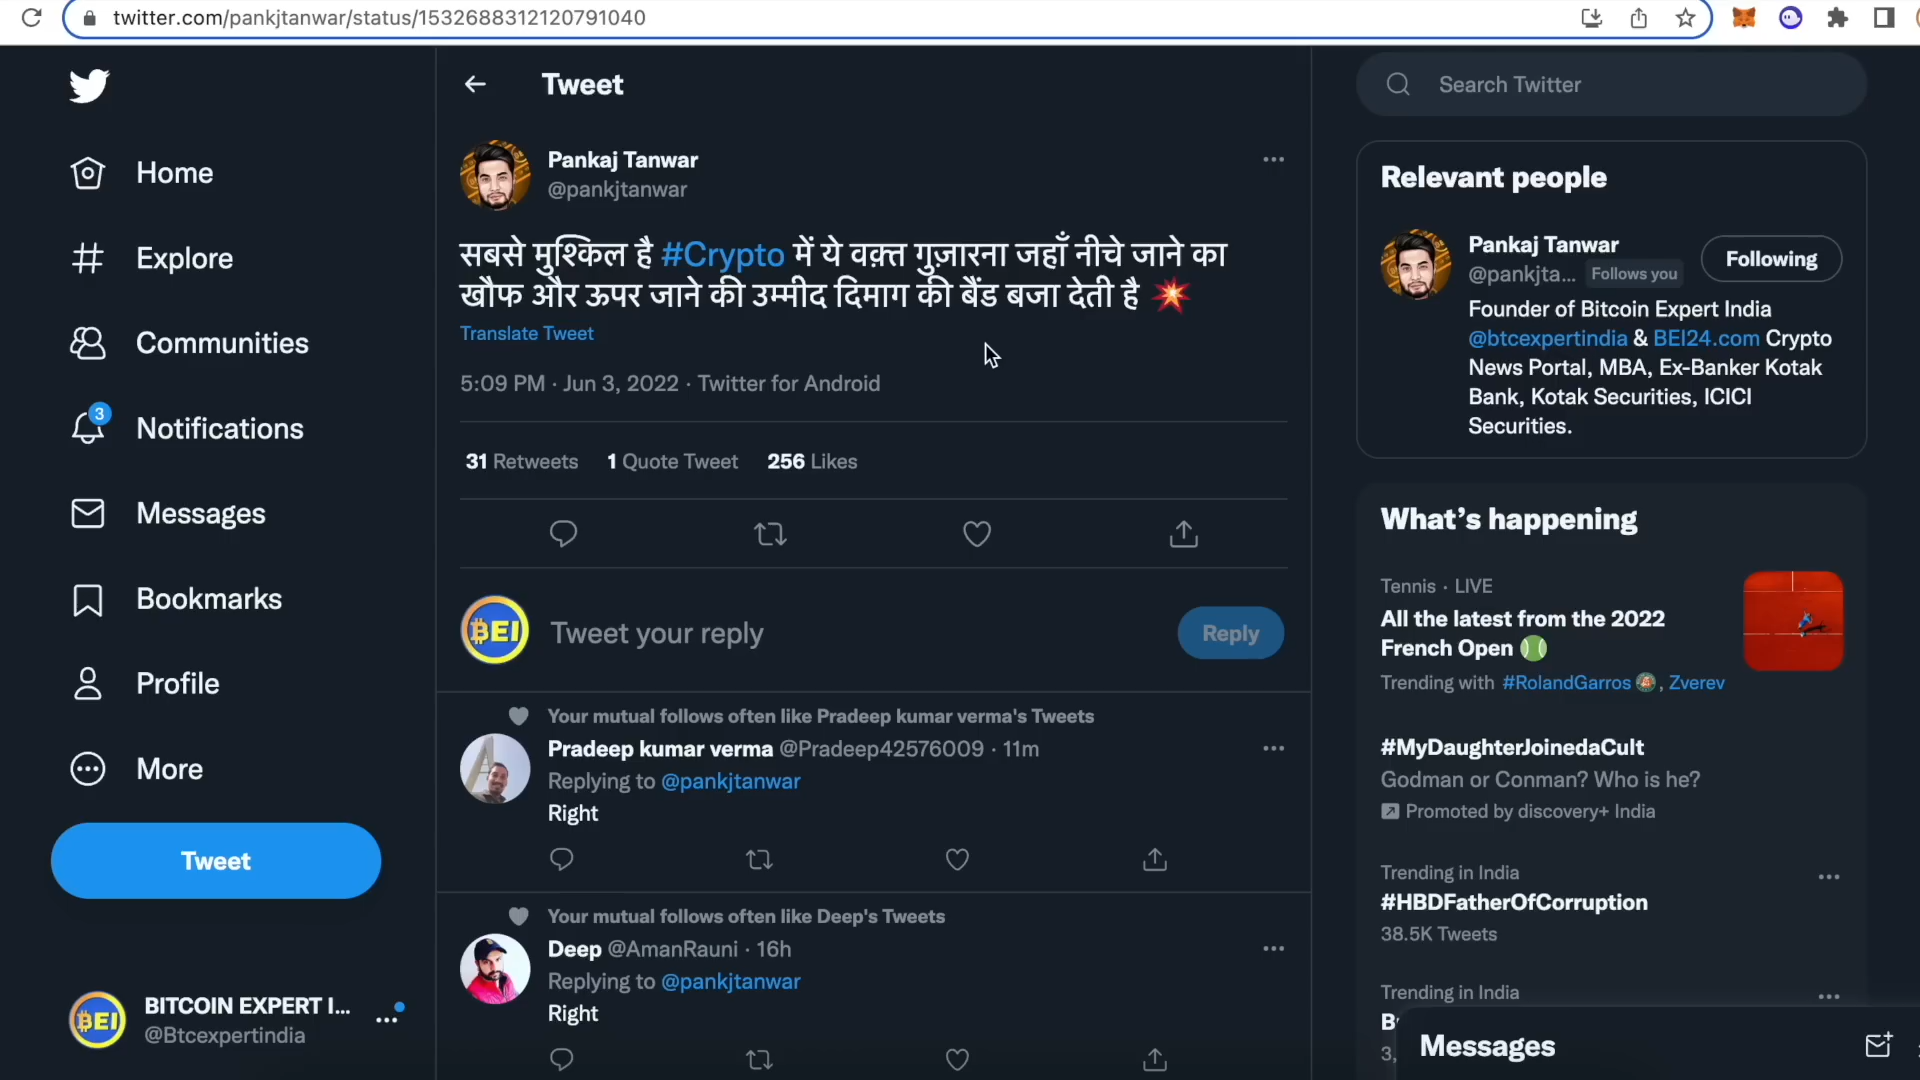 twitter.com/pankjtanwar/status/1532688312120791040
Home
Explore
Communities
3
Notifications
Messages
Bookmarks
Profile
More
Tweet
BITCOIN EXPERT I...
@Btcexpertindia
Tweet
Pankaj Tanwar
@pankjtanwar
सबसे मुश्किल है #Crypto में ये वक़्त गुज़ारना जहाँ नीचे जाने का
खौफ और ऊपर जाने की उम्मीद दिमाग की बैंड बजा देती है 💥
Translate Tweet
5:09 PM · Jun 3, 2022 · Twitter for Android
31 Retweets 1 Quote Tweet 256 Likes
BEI
Tweet your reply
Reply
Your mutual follows often like Pradeep kumar verma's Tweets
Pradeep kumar verma @Pradeep42576009 · 11m
Replying to @pankjtanwar
Right
Your mutual follows often like Deep's Tweets
Deep @AmanRauni · 16h
Replying to @pankjtanwar
Right
Search Twitter
Relevant people
Pankaj Tanwar
@pankjta... Follows you
Following
Founder of Bitcoin Expert India
@btcexpertindia & BEI24.com Crypto
News Portal, MBA, Ex-Banker Kotak
Bank, Kotak Securities, ICICI
Securities.
What's happening
Tennis · LIVE
All the latest from the 2022
French Open 🎾
Trending with #RolandGarros, Zverev
#MyDaughterJoinedaCult
Godman or Conman? Who is he?
Promoted by discovery+ India
Trending in India
#HBDFatherOfCorruption
38.5K Tweets
Trending in India
Messages